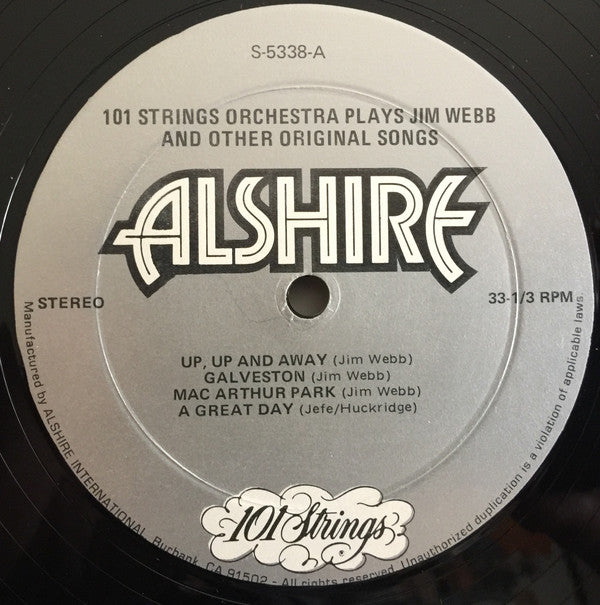 S-5338-A
101 STRINGS ORCHESTRA PLAYS JIM WEBB
AND OTHER ORIGINAL SONGS
ALSHIRE
STEREO
33-1/3 RPM
UP, UP AND AWAY (Jim Webb)
GALVESTON (Jim Webb)
MAC ARTHUR PARK (Jim Webb)
A GREAT DAY (Jefe/Huckridge)
101 Strings®
Manufactured by ALSHIRE INTERNATIONAL, Burbank, CA 91502 - All rights reserved. Unauthorized duplication is a violation of applicable laws.